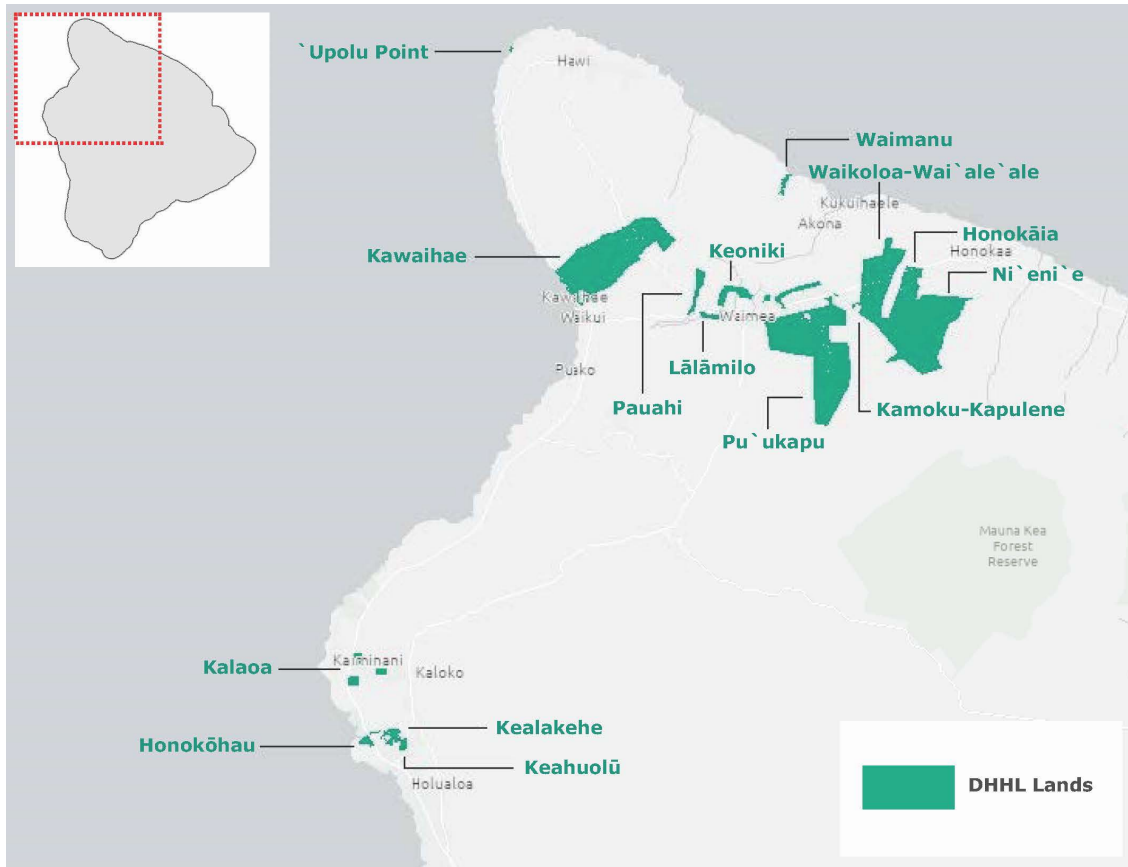 `Upolu Point
Hawi
Waimanu
Waikoloa-Wai`ale`ale
Kukuihaele
Akona
Honokāia
Honokaa
Kawaihae
Keoniki
Ni`eni`e
Kawaihae
Waikui
Waimea
Puako
Lālāmilo
Pauahi
Kamoku-Kapulene
Pu`ukapu
Mauna Kea
Forest
Reserve
Kalaoa
Kaiminani
Kaloko
Kealakehe
Honokōhau
Keahuolū
Holualoa
DHHL Lands